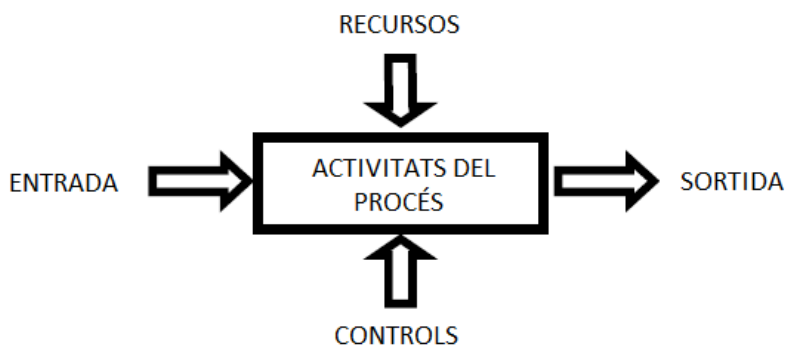 RECURSOS
ENTRADA
ACTIVITATS DEL
PROCÉS
SORTIDA
CONTROLS